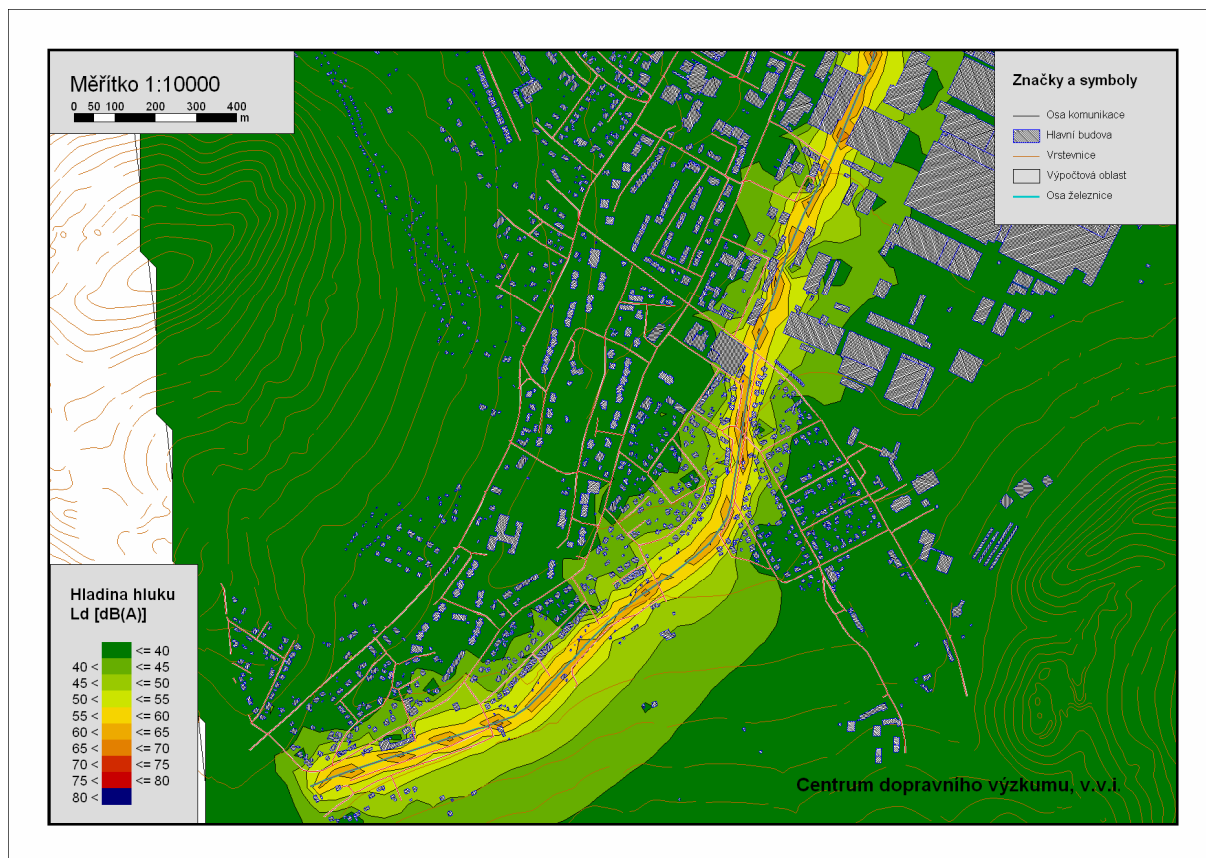 Měřítko 1:10000
0 50 100 200 300 400
m
Značky a symboly
Osa komunikace
Hlavní budova
Vrstevnice
Výpočtová oblast
Osa železnice
Hladina hluku
Ld [dB(A)]
<= 40
40 < <= 45
45 < <= 50
50 < <= 55
55 < <= 60
60 < <= 65
65 < <= 70
70 < <= 75
75 < <= 80
80 <
Centrum dopravního výzkumu, v.v.i.